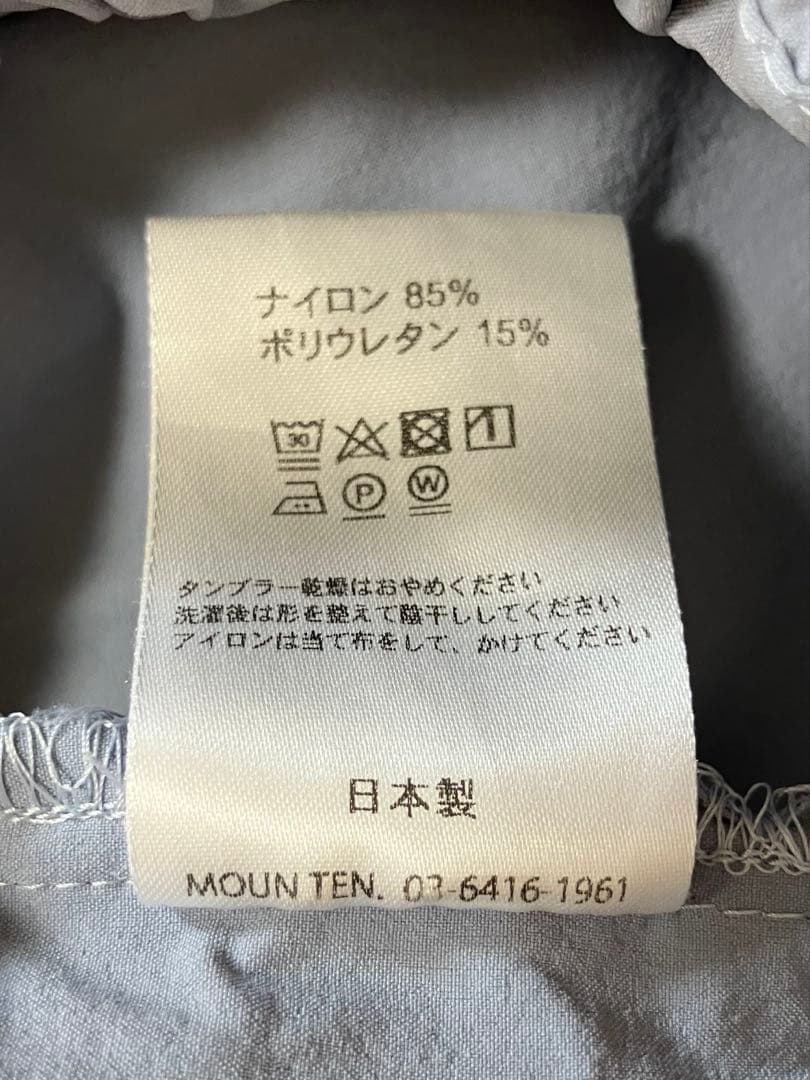 ナイロン 85%
ポリウレタン 15%
30
P W
タンブラー乾燥はおやめください
洗濯後は形を整えて陰干ししてください
アイロンは当て布をして、かけてください
日本製
MOUN TEN. 03-6416-1961